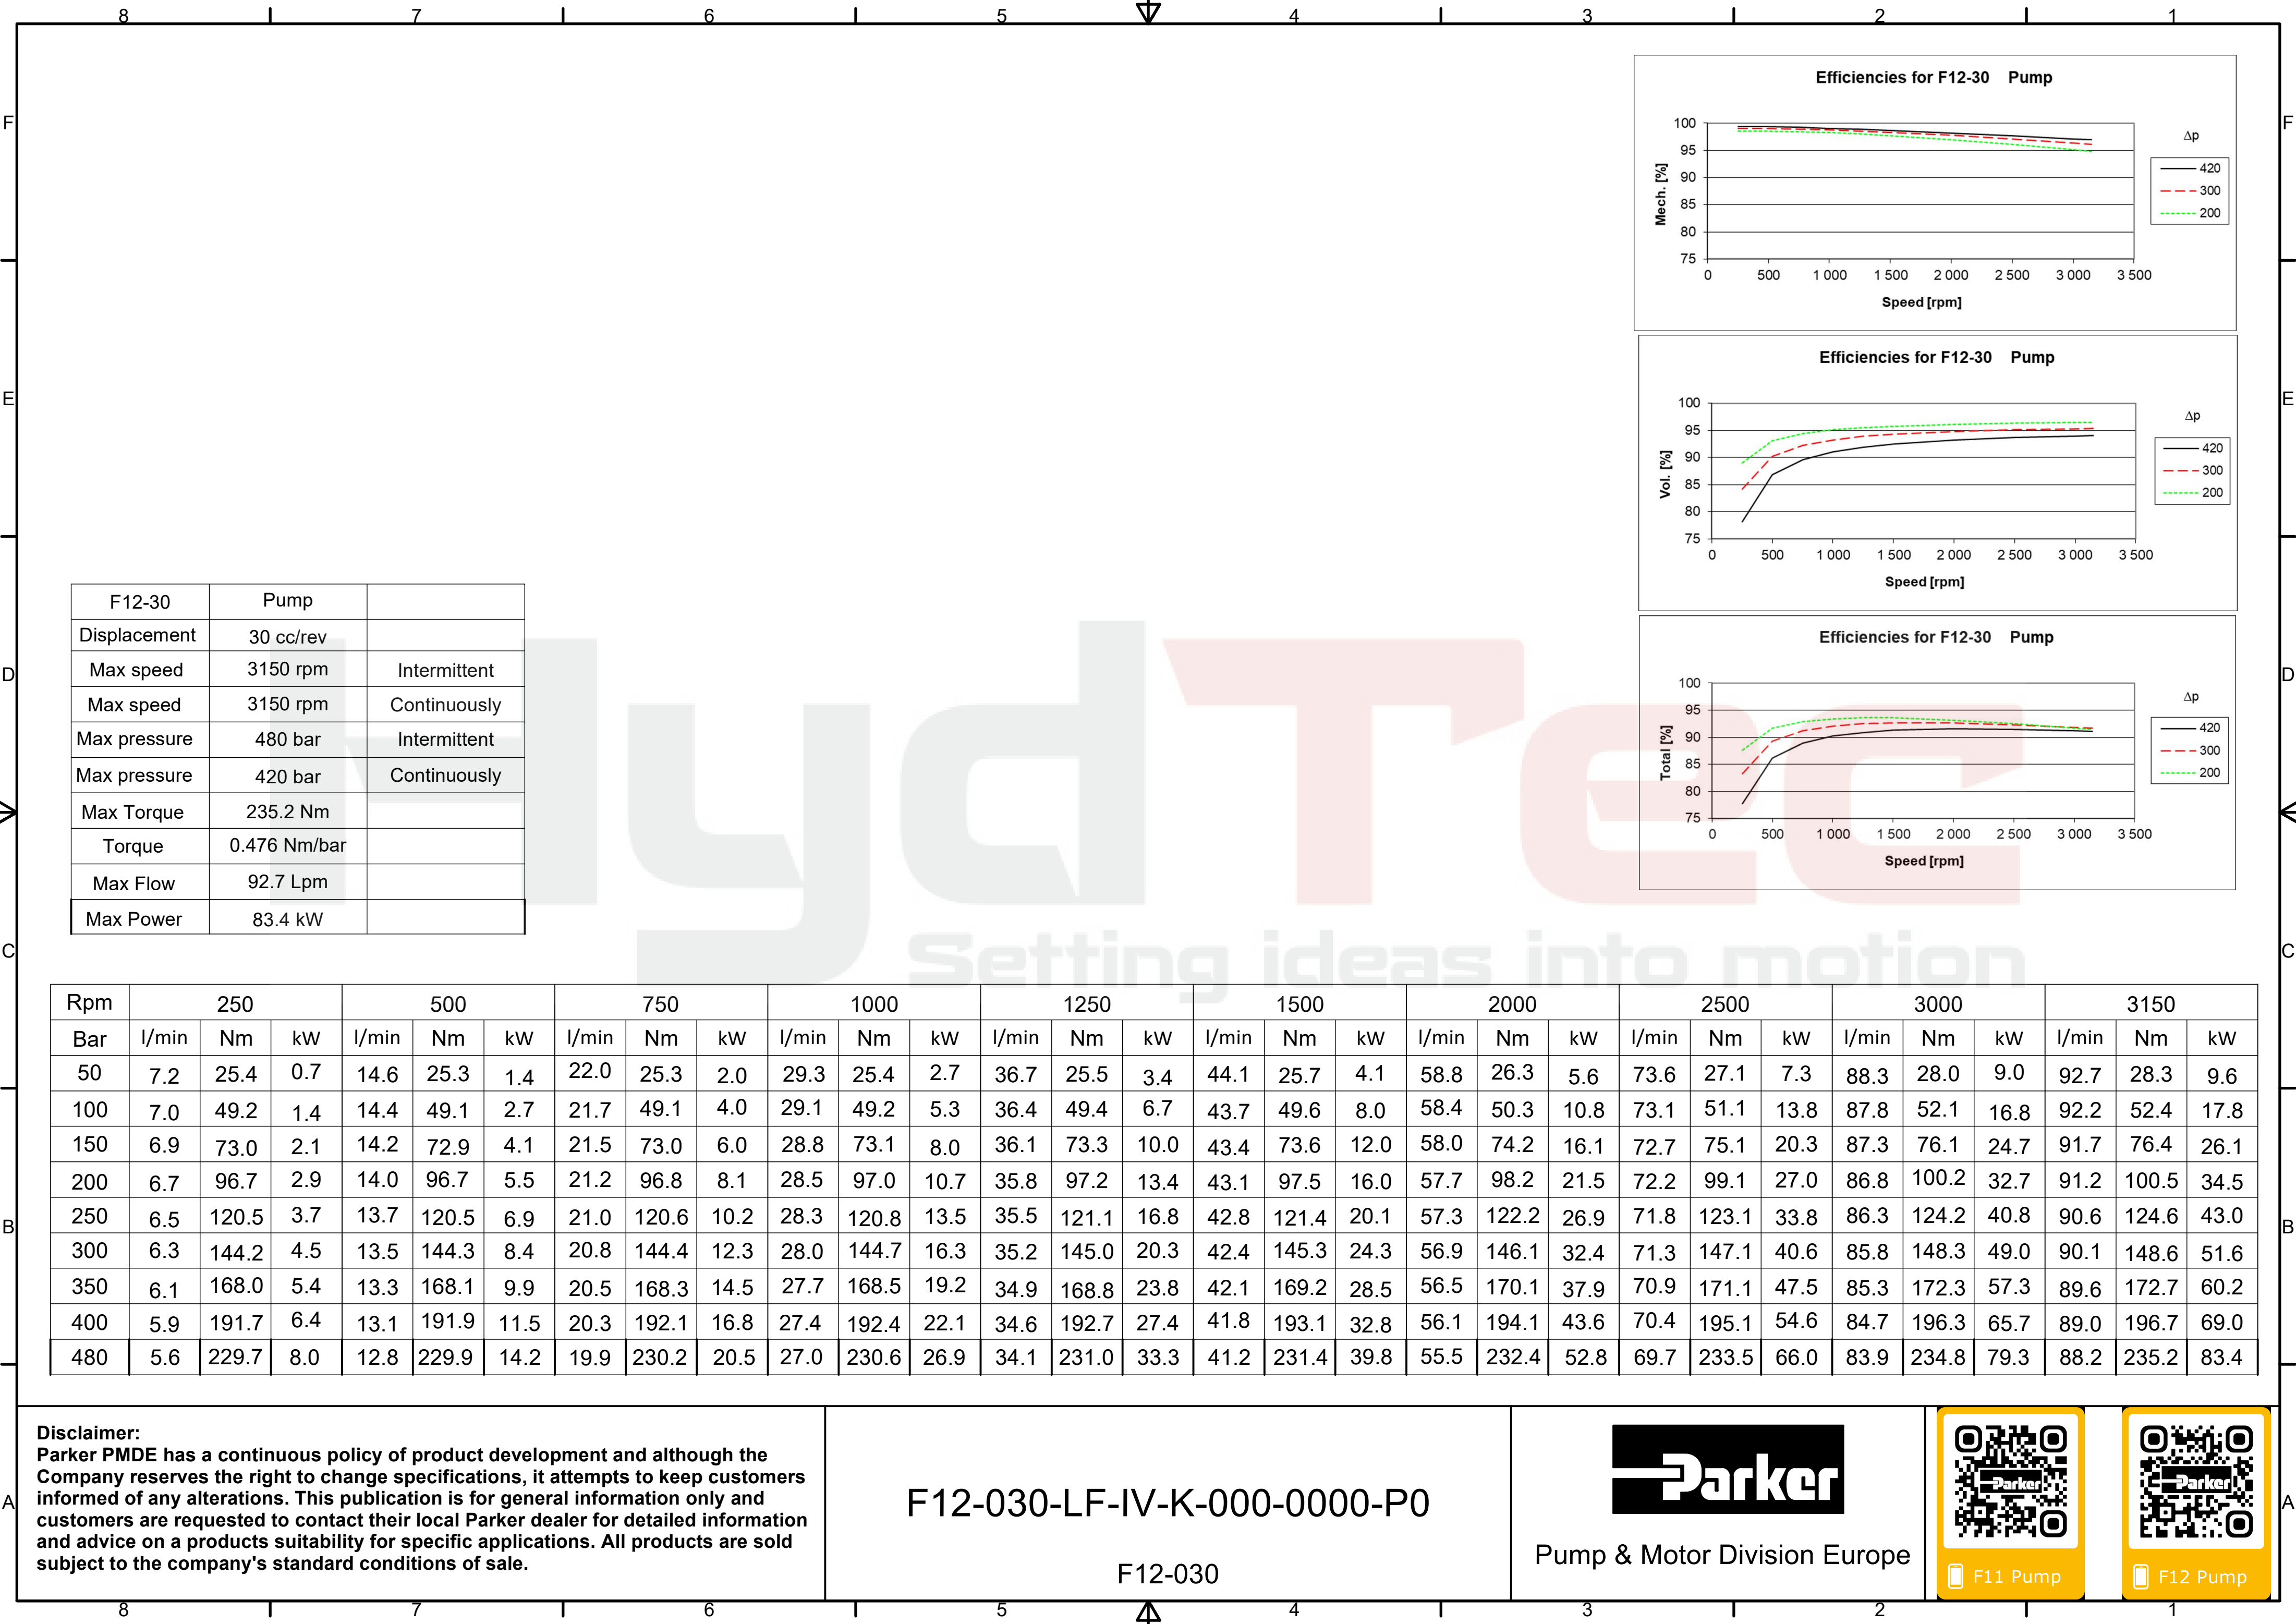 8 7 6 5 4 3 2 1
F F
Efficiencies for F12-30 Pump
100
95
90
85
80
75
Mech. [%]
0 500 1 000 1 500 2 000 2 500 3 000 3 500
Speed [rpm]
Δp
420
300
200
E E
Efficiencies for F12-30 Pump
100
95
90
85
80
75
Vol. [%]
0 500 1 000 1 500 2 000 2 500 3 000 3 500
Speed [rpm]
Δp
420
300
200
D D
Efficiencies for F12-30 Pump
100
95
90
85
80
75
Total [%]
0 500 1 000 1 500 2 000 2 500 3 000 3 500
Speed [rpm]
Δp
420
300
200
F12-30 Pump
Displacement 30 cc/rev
Max speed 3150 rpm Intermittent
Max speed 3150 rpm Continuously
Max pressure 480 bar Intermittent
Max pressure 420 bar Continuously
Max Torque 235.2 Nm
Torque 0.476 Nm/bar
Max Flow 92.7 Lpm
Max Power 83.4 kW
HydTec
Setting ideas into motion
C C
Rpm 250 500 750 1000 1250 1500 2000 2500 3000 3150
Bar l/min Nm kW l/min Nm kW l/min Nm kW l/min Nm kW l/min Nm kW l/min Nm kW l/min Nm kW l/min Nm kW l/min Nm kW l/min Nm kW
50 7.2 25.4 0.7 14.6 25.3 1.4 22.0 25.3 2.0 29.3 25.4 2.7 36.7 25.5 3.4 44.1 25.7 4.1 58.8 26.3 5.6 73.6 27.1 7.3 88.3 28.0 9.0 92.7 28.3 9.6
100 7.0 49.2 1.4 14.4 49.1 2.7 21.7 49.1 4.0 29.1 49.2 5.3 36.4 49.4 6.7 43.7 49.6 8.0 58.4 50.3 10.8 73.1 51.1 13.8 87.8 52.1 16.8 92.2 52.4 17.8
150 6.9 73.0 2.1 14.2 72.9 4.1 21.5 73.0 6.0 28.8 73.1 8.0 36.1 73.3 10.0 43.4 73.6 12.0 58.0 74.2 16.1 72.7 75.1 20.3 87.3 76.1 24.7 91.7 76.4 26.1
200 6.7 96.7 2.9 14.0 96.7 5.5 21.2 96.8 8.1 28.5 97.0 10.7 35.8 97.2 13.4 43.1 97.5 16.0 57.7 98.2 21.5 72.2 99.1 27.0 86.8 100.2 32.7 91.2 100.5 34.5
B B
250 6.5 120.5 3.7 13.7 120.5 6.9 21.0 120.6 10.2 28.3 120.8 13.5 35.5 121.1 16.8 42.8 121.4 20.1 57.3 122.2 26.9 71.8 123.1 33.8 86.3 124.2 40.8 90.6 124.6 43.0
300 6.3 144.2 4.5 13.5 144.3 8.4 20.8 144.4 12.3 28.0 144.7 16.3 35.2 145.0 20.3 42.4 145.3 24.3 56.9 146.1 32.4 71.3 147.1 40.6 85.8 148.3 49.0 90.1 148.6 51.6
350 6.1 168.0 5.4 13.3 168.1 9.9 20.5 168.3 14.5 27.7 168.5 19.2 34.9 168.8 23.8 42.1 169.2 28.5 56.5 170.1 37.9 70.9 171.1 47.5 85.3 172.3 57.3 89.6 172.7 60.2
400 5.9 191.7 6.4 13.1 191.9 11.5 20.3 192.1 16.8 27.4 192.4 22.1 34.6 192.7 27.4 41.8 193.1 32.8 56.1 194.1 43.6 70.4 195.1 54.6 84.7 196.3 65.7 89.0 196.7 69.0
480 5.6 229.7 8.0 12.8 229.9 14.2 19.9 230.2 20.5 27.0 230.6 26.9 34.1 231.0 33.3 41.2 231.4 39.8 55.5 232.4 52.8 69.7 233.5 66.0 83.9 234.8 79.3 88.2 235.2 83.4
A A
Disclaimer:
Parker PMDE has a continuous policy of product development and although the
Company reserves the right to change specifications, it attempts to keep customers
informed of any alterations. This publication is for general information only and
customers are requested to contact their local Parker dealer for detailed information
and advice on a products suitability for specific applications. All products are sold
subject to the company's standard conditions of sale.
F12-030-LF-IV-K-000-0000-P0
F12-030
Parker
Pump & Motor Division Europe
Parker
F11 Pump
Parker
F12 Pump
8 7 6 5 4 3 2 1